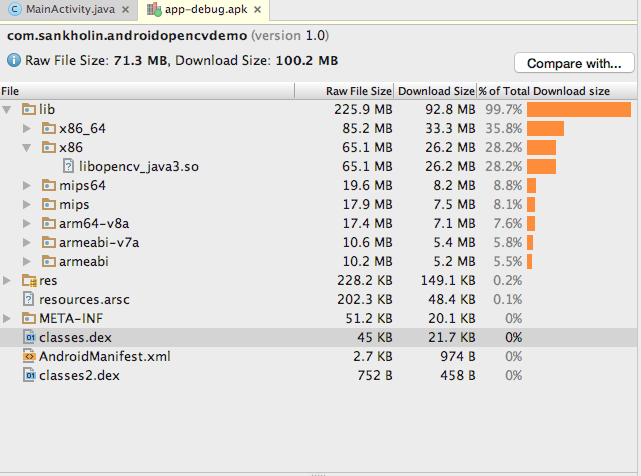 MainActivity.java × app-debug.apk ×
com.sankholin.androidopencvdemo (version 1.0)
Raw File Size: 71.3 MB, Download Size: 100.2 MB Compare with...
File Raw File Size Download Size % of Total Download size
lib 225.9 MB 92.8 MB 99.7%
x86_64 85.2 MB 33.3 MB 35.8%
x86 65.1 MB 26.2 MB 28.2%
libopencv_java3.so 65.1 MB 26.2 MB 28.2%
mips64 19.6 MB 8.2 MB 8.8%
mips 17.9 MB 7.5 MB 8.1%
arm64-v8a 17.4 MB 7.1 MB 7.6%
armeabi-v7a 10.6 MB 5.4 MB 5.8%
armeabi 10.2 MB 5.2 MB 5.5%
res 228.2 KB 149.1 KB 0.2%
resources.arsc 202.3 KB 48.4 KB 0.1%
META-INF 51.2 KB 20.1 KB 0%
classes.dex 45 KB 21.7 KB 0%
AndroidManifest.xml 2.7 KB 974 B 0%
classes2.dex 752 B 458 B 0%